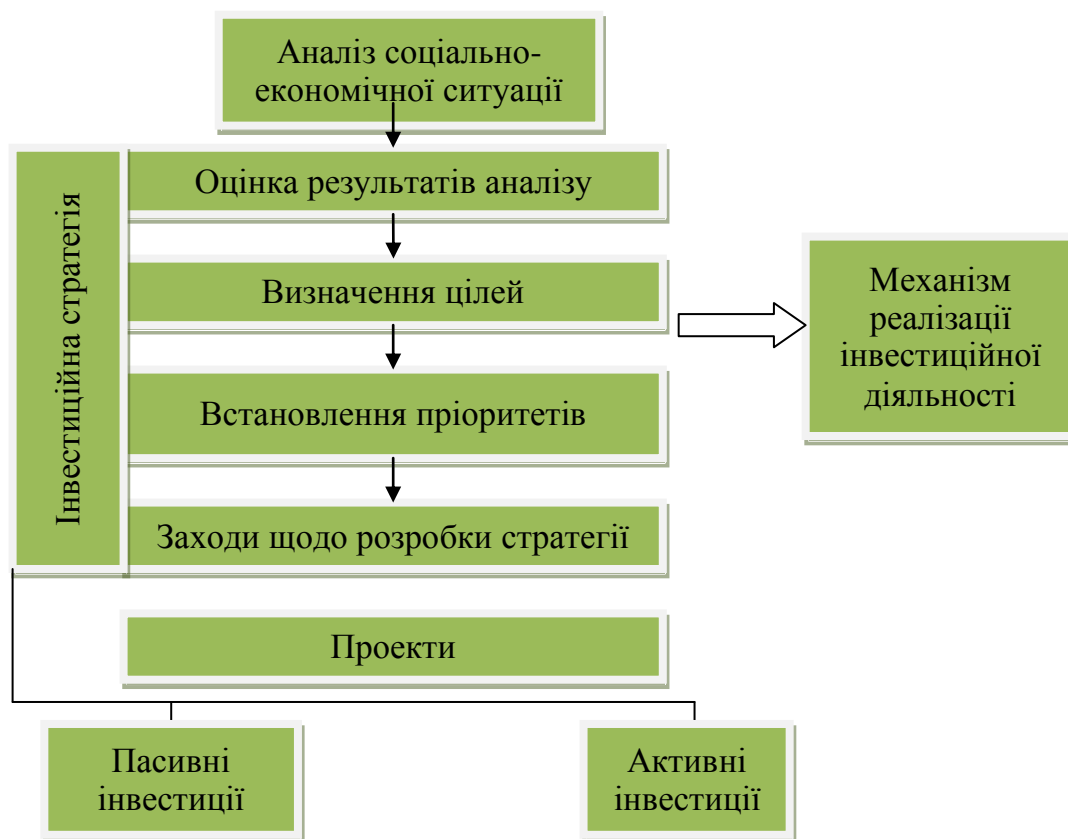 Аналіз соціально-
економічної ситуації
Інвестиційна стратегія
Оцінка результатів аналізу
Визначення цілей
Встановлення пріоритетів
Заходи щодо розробки стратегії
Механізм
реалізації
інвестиційної
діяльності
Проекти
Пасивні
інвестиції
Активні
інвестиції